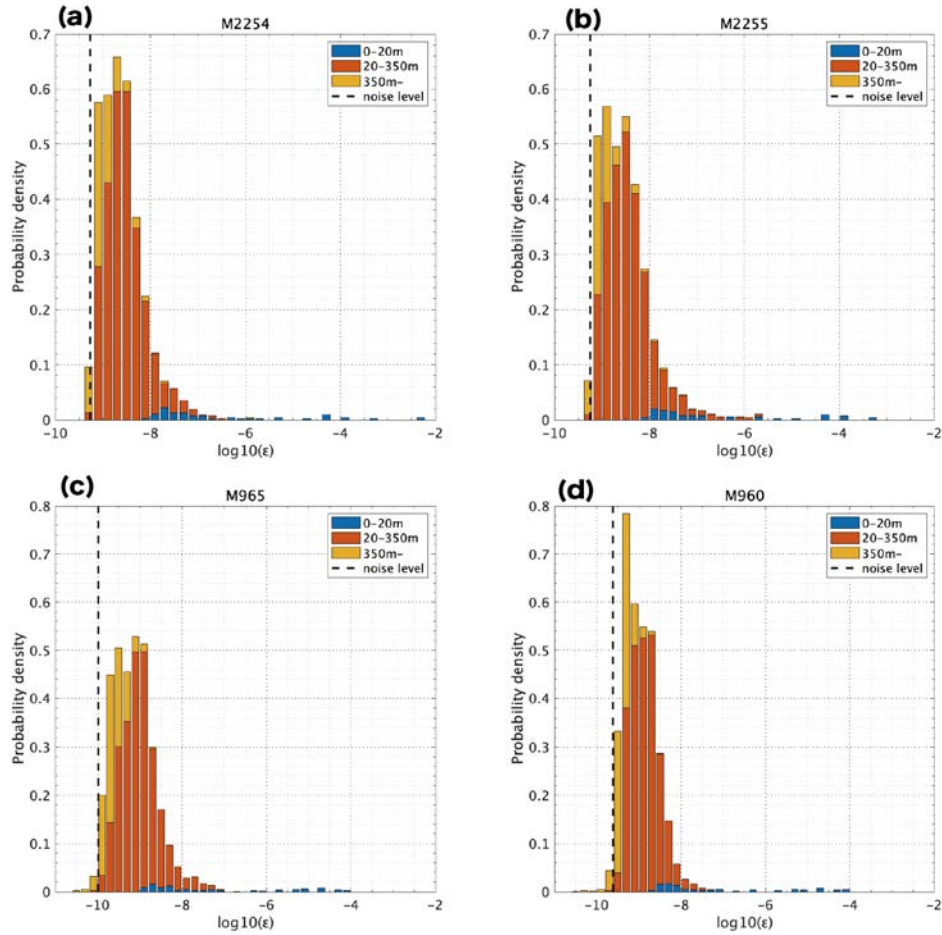 (a)
M2254
0-20m
20-350m
350m-
noise level
Probability density
0.7
0.6
0.5
0.4
0.3
0.2
0.1
0
-10
-8
-6
-4
-2
log10(ε)
(b)
M2255
0-20m
20-350m
350m-
noise level
Probability density
0.7
0.6
0.5
0.4
0.3
0.2
0.1
0
-10
-8
-6
-4
-2
log10(ε)
(c)
M965
0-20m
20-350m
350m-
noise level
Probability density
0.8
0.7
0.6
0.5
0.4
0.3
0.2
0.1
0
-10
-8
-6
-4
-2
log10(ε)
(d)
M960
0-20m
20-350m
350m-
noise level
Probability density
0.8
0.7
0.6
0.5
0.4
0.3
0.2
0.1
0
-10
-8
-6
-4
-2
log10(ε)